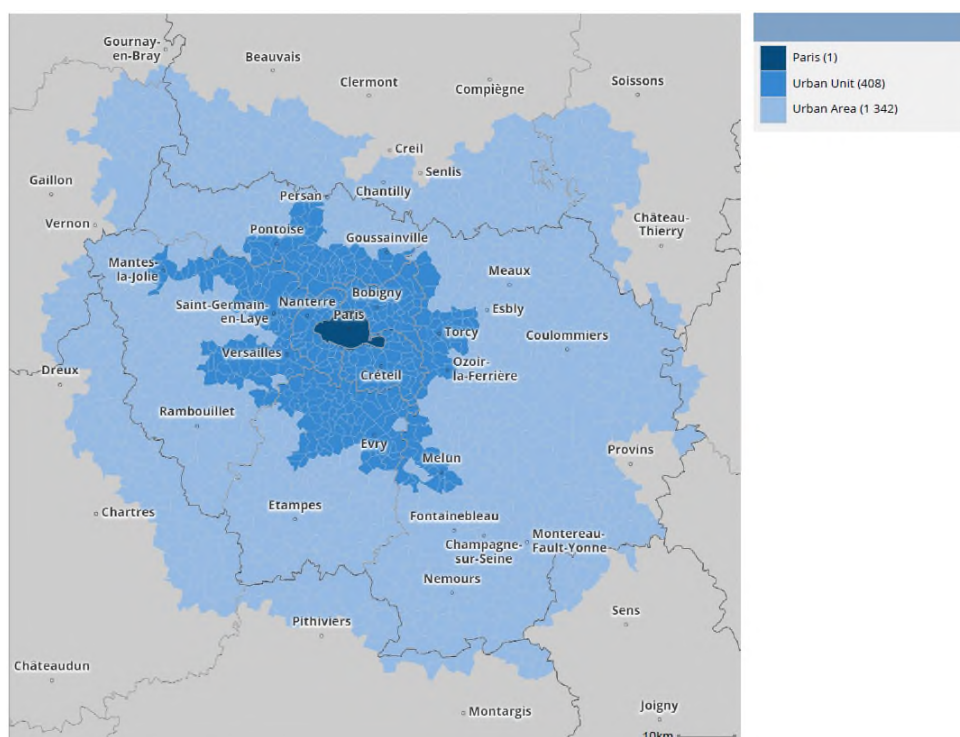 Gournay-
en-Bray
Beauvais
Clermont
Compiègne
Soissons
Paris (1)
Urban Unit (408)
Urban Area (1 342)
Creil
Senlis
Gaillon
Persan
Chantilly
Vernon
Château-
Thierry
Pontoise
Goussainville
Mantes-
la-Jolie
Meaux
Saint-Germain-
en-Laye
Nanterre
Bobigny
Paris
Esbly
Torcy
Coulommiers
Versailles
Ozoir-
la-Ferrière
Dreux
Créteil
Rambouillet
Evry
Melun
Provins
Chartres
Etampes
Fontainebleau
Champagne-
sur-Seine
Montereau-
Fault-Yonne
Nemours
Pithiviers
Sens
Châteaudun
Montargis
Joigny
10km